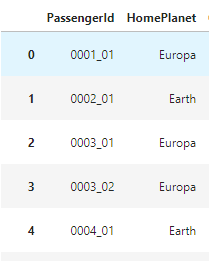 PassengerId HomePlanet
0 0001_01 Europa
1 0002_01 Earth
2 0003_01 Europa
3 0003_02 Europa
4 0004_01 Earth